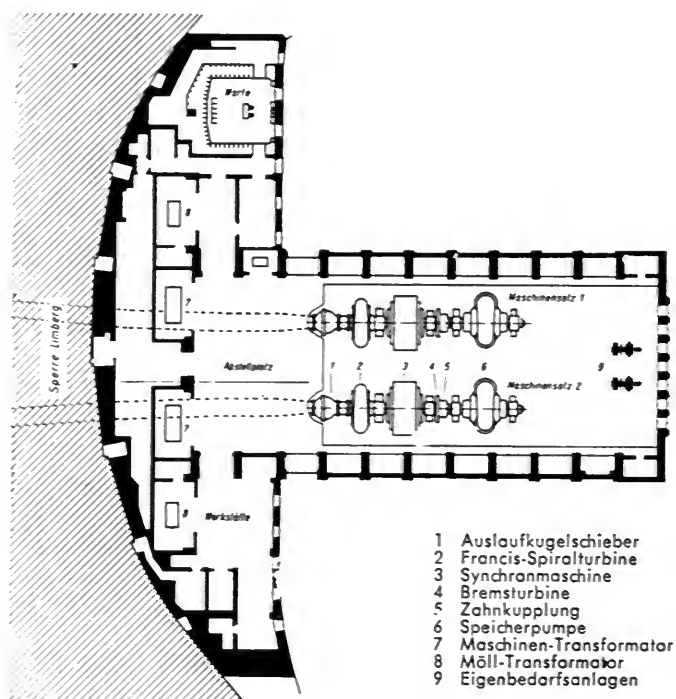 Warte
8
7
Sperre Limberg
Abstellplatz
Maschinensatz 1
1 2 3 4 5 6 9
Maschinensatz 2
7
8
Werkstätte
1 Auslaufkugelschieber
2 Francis-Spiralturbine
3 Synchranmaschine
4 Bremsturbine
5 Zahnkupplung
6 Speicherpumpe
7 Maschinen-Transformator
8 Möll-Transformator
9 Eigenbedarfsanlagen